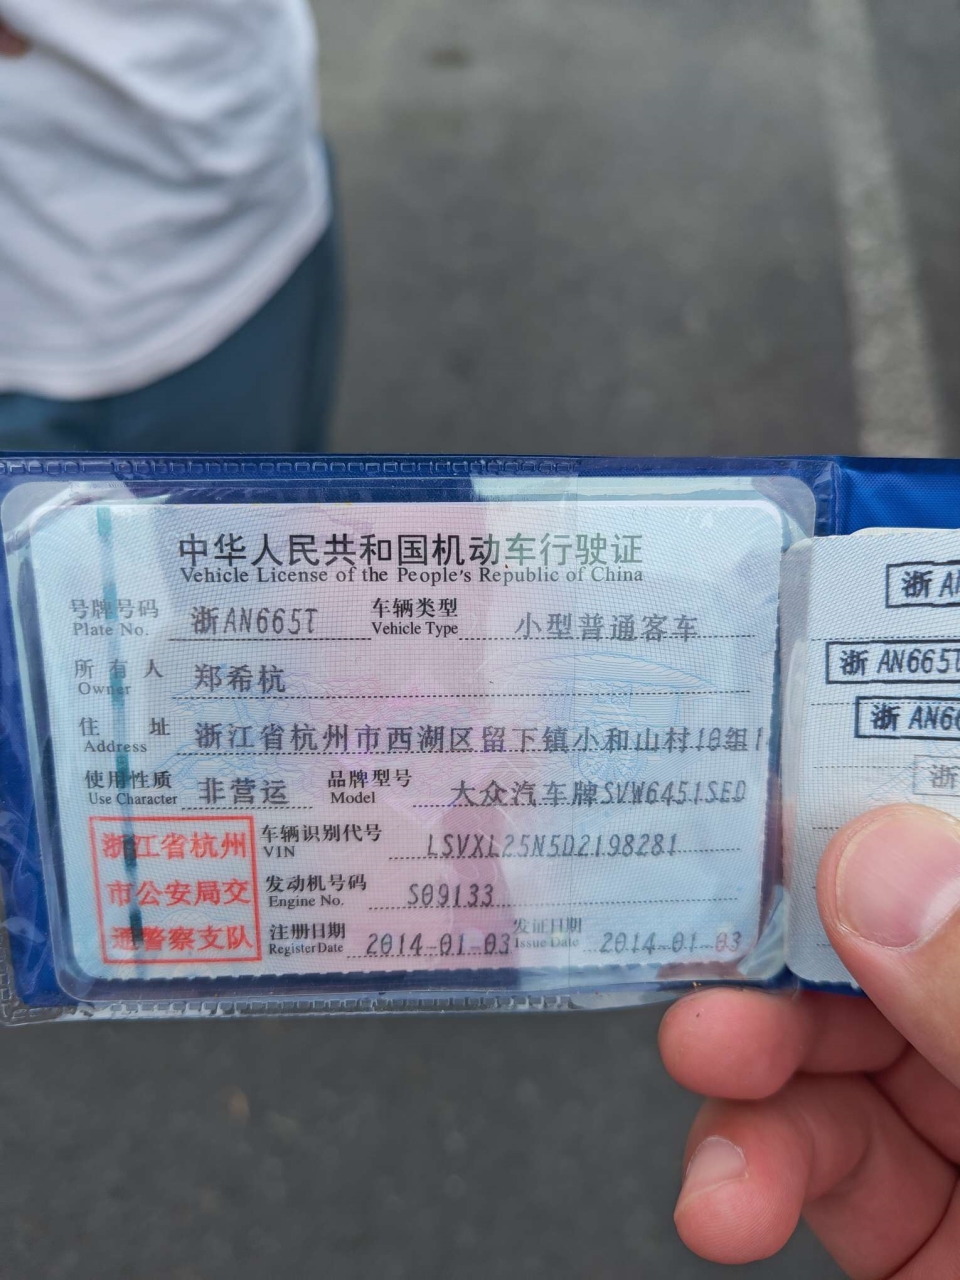 中华人民共和国机动车行驶证
Vehicle License of the People's Republic of China
号牌号码 浙AN665T 车辆类型 小型普通客车
Plate No. Vehicle Type
所有人 郑希杭
Owner
住址 浙江省杭州市西湖区留下镇小和山村10组1
Address
使用性质 非营运 品牌型号 大众汽车牌SVW6451SED
Use Character Model
浙江省杭州
市公安局交
通警察支队
车辆识别代号 LSVXL25N5D2198281
VIN
发动机号码 S09133
Engine No.
注册日期 2014-01-03 发证日期 2014-01-03
Register Date Issue Date
浙 AN
浙 AN665T
浙 AN66
浙